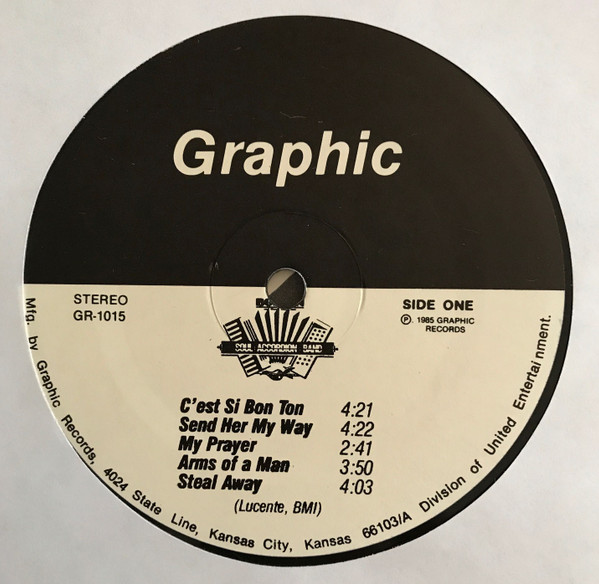 Graphic
STEREO
GR-1015
SIDE ONE
Ⓟ 1985 GRAPHIC
RECORDS
SOUL ACCORDION BAND
C'est Si Bon Ton 4:21
Send Her My Way 4:22
My Prayer 2:41
Arms of a Man 3:50
Steal Away 4:03
(Lucente, BMI)
Mfg. by Graphic Records, 4024 State Line, Kansas City, Kansas 66103/A Division of United Entertainment.